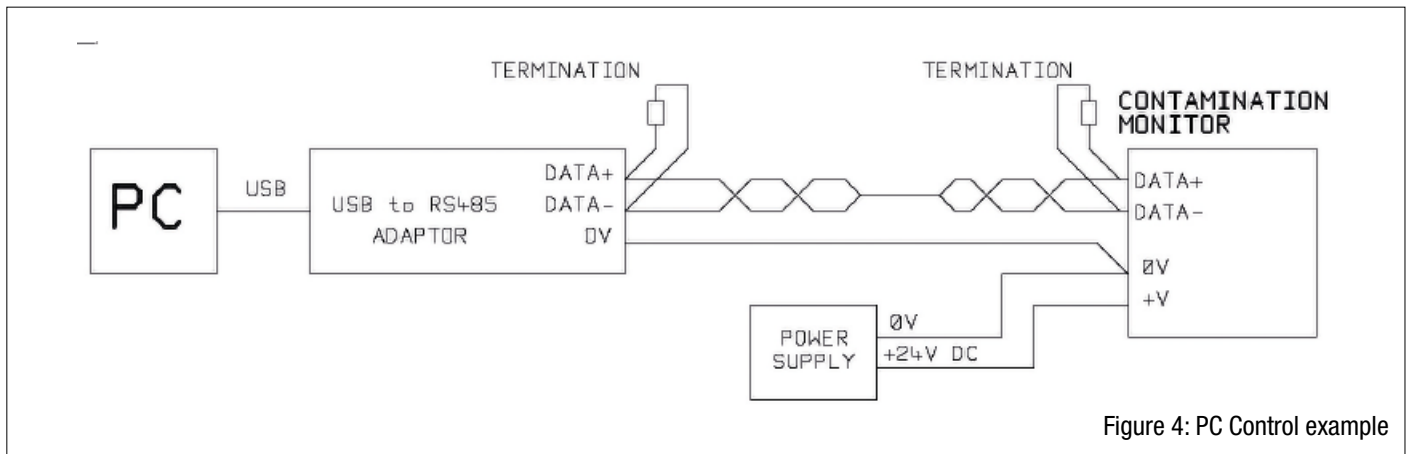 TERMINATION
TERMINATION
CONTAMINATION
MONITOR
PC
USB
USB to RS485
ADAPTOR
DATA+
DATA-
0V
DATA+
DATA-
0V
+V
POWER
SUPPLY
0V
+24V DC
Figure 4: PC Control example